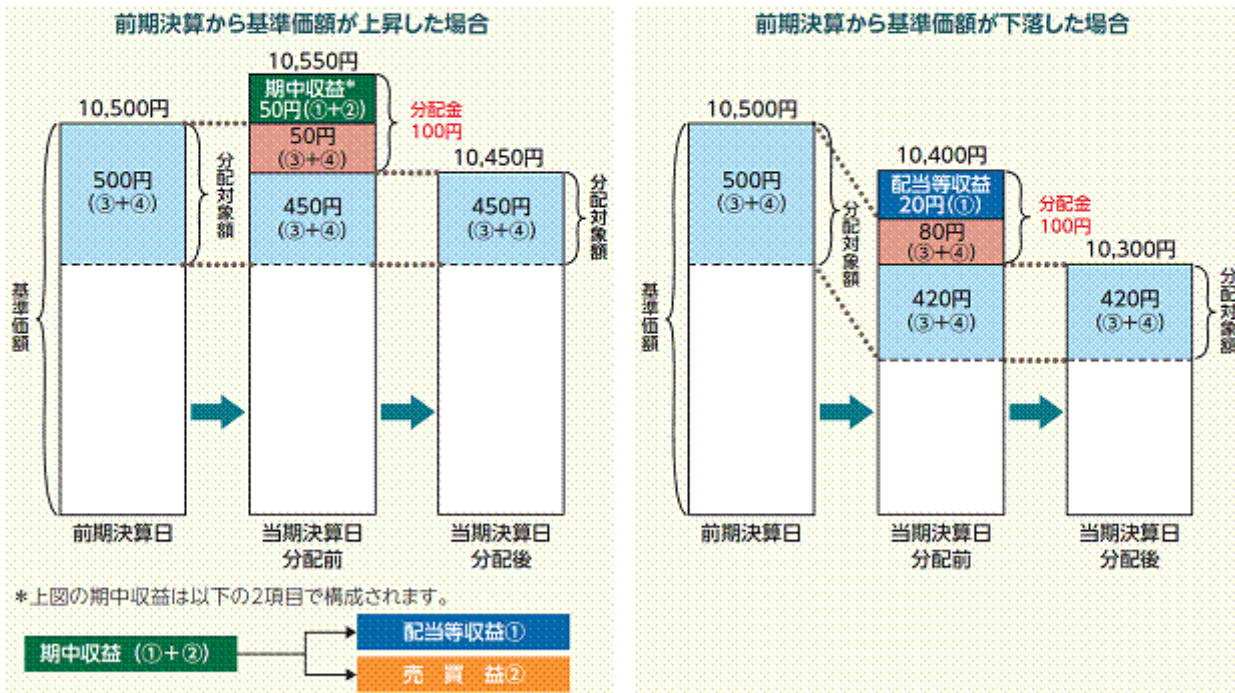 前期決算から基準価額が上昇した場合
10,550円
期中収益*
50円(①+②)
10,500円
分配金
100円
50円
(③+④)
10,450円
500円
(③+④)
分配対象額
450円
(③+④)
450円
(③+④)
分配対象額
基準価額
前期決算日
当期決算日
分配前
当期決算日
分配後
*上図の期中収益は以下の2項目で構成されます。
期中収益 (①+②)
配当等収益①
売 買 益②
前期決算から基準価額が下落した場合
10,500円
10,400円
配当等収益
20円(①)
500円
(③+④)
分配対象額
分配金
100円
80円
(③+④)
10,300円
420円
(③+④)
420円
(③+④)
分配対象額
基準価額
前期決算日
当期決算日
分配前
当期決算日
分配後